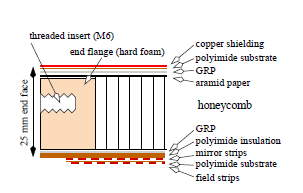 threaded insert (M6)
end flange (hard foam)
copper shielding
polyimide substrate
GRP
aramid paper
25 mm end face
honeycomb
GRP
polyimide insulation
mirror strips
polyimide substrate
field strips